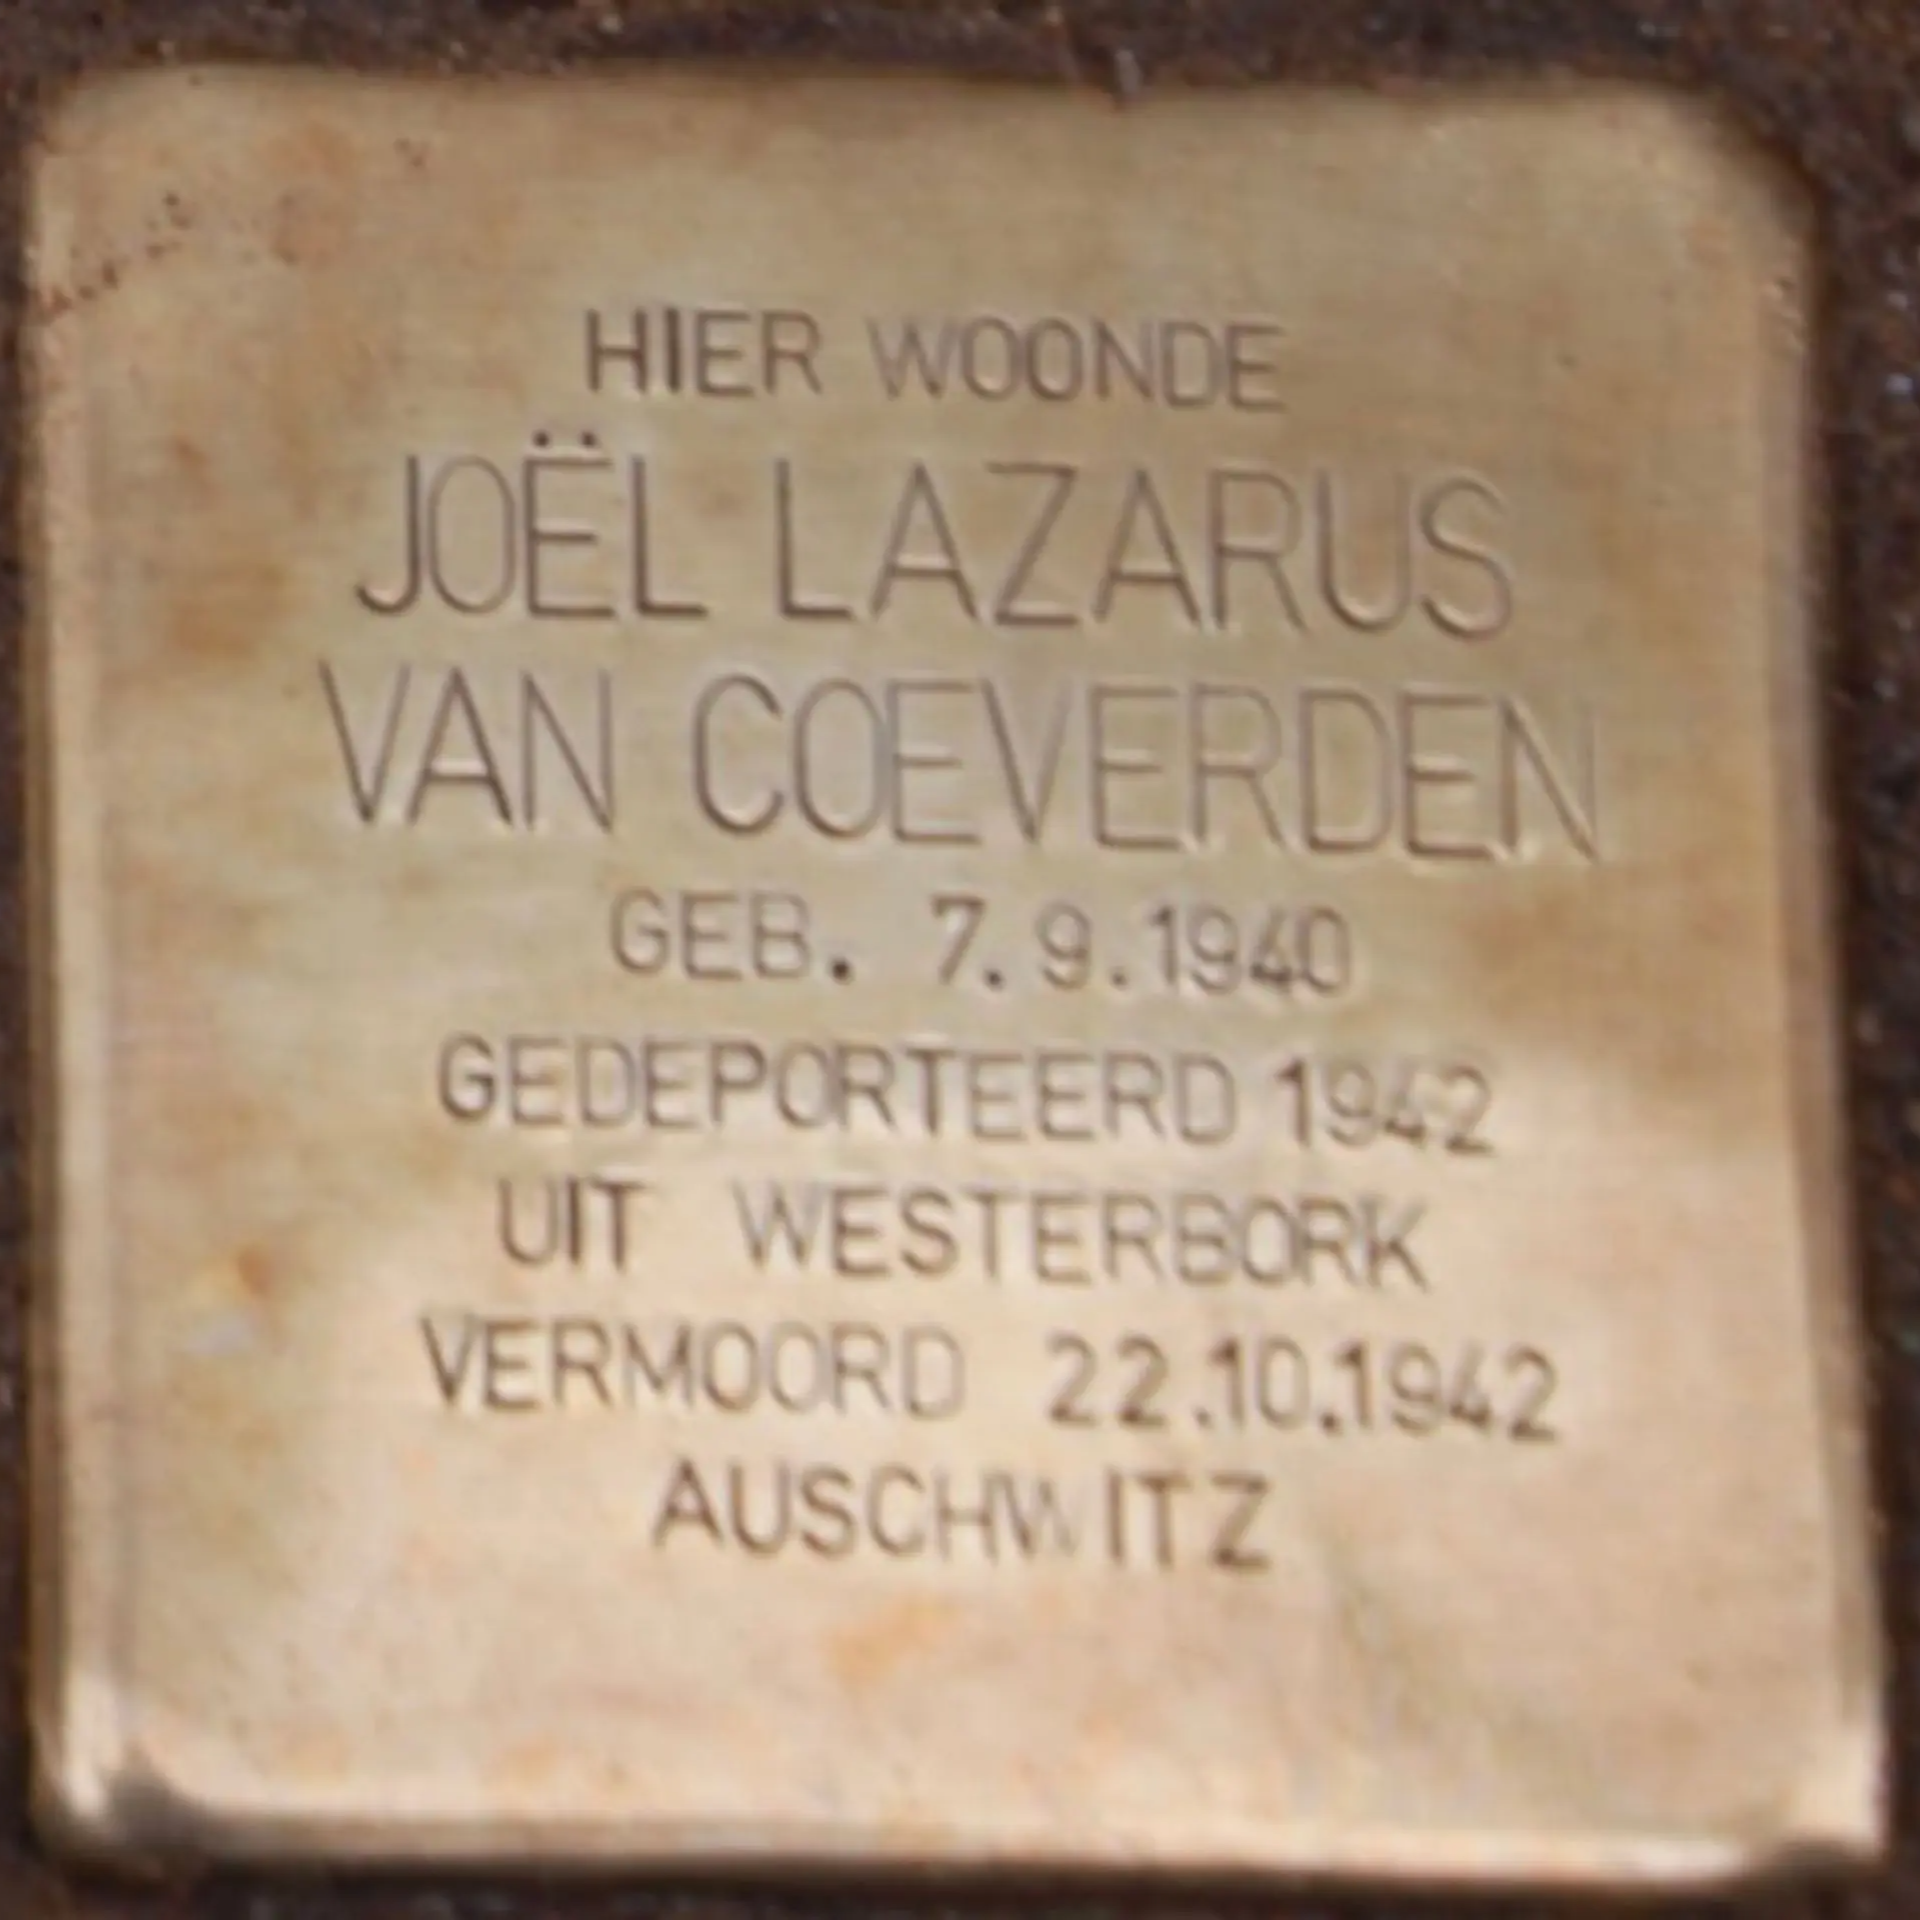 HIER WOONDE
JOËL LAZARUS
VAN COEVERDEN
GEB. 7.9.1940
GEDEPORTEERD 1942
UIT WESTERBORK
VERMOORD 22.10.1942
AUSCHWITZ